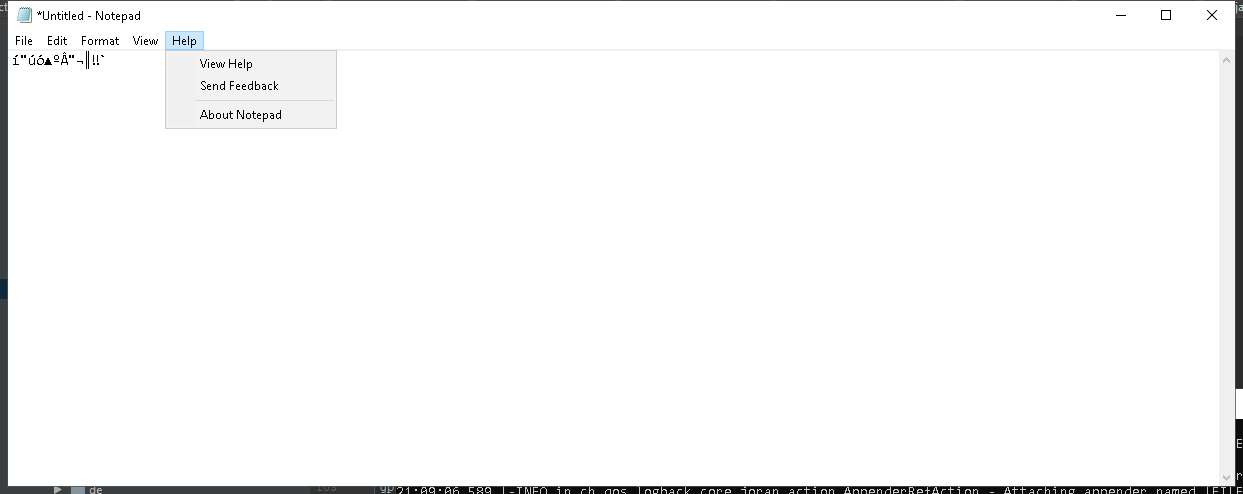 *Untitled - Notepad
File Edit Format View Help
í"úó▲ºÂ"¬║‼`
View Help
Send Feedback
About Notepad
de
21:09:06,589 |-INFO in ch.qos.logback.core.joran.action.AppenderRefAction - Attaching appender named [FILE